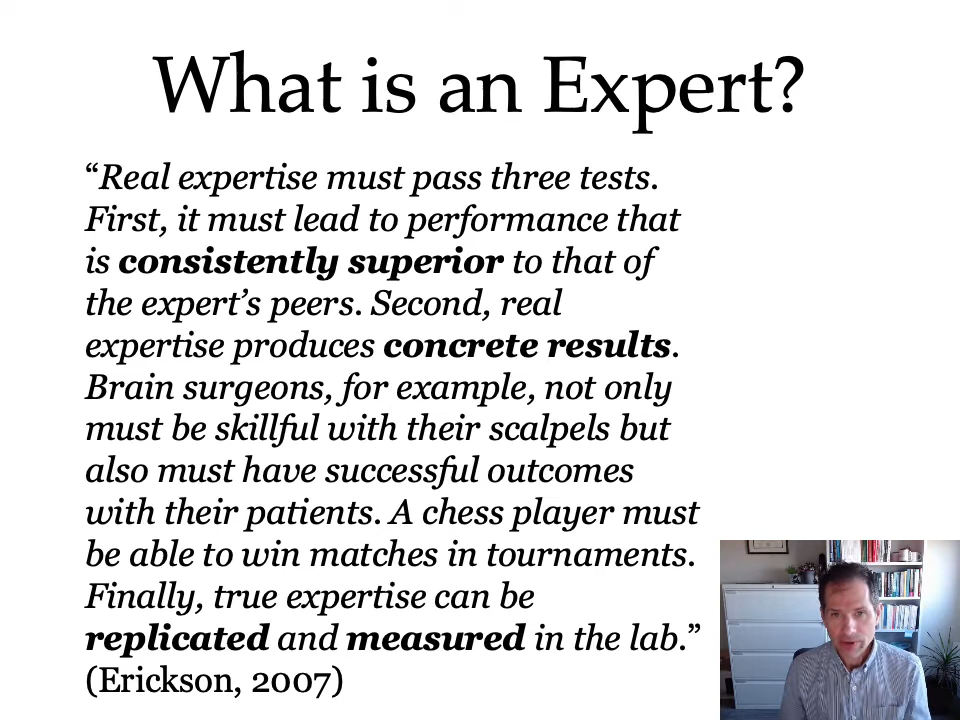 What is an Expert?
“Real expertise must pass three tests.
First, it must lead to performance that
is consistently superior to that of
the expert’s peers. Second, real
expertise produces concrete results.
Brain surgeons, for example, not only
must be skillful with their scalpels but
also must have successful outcomes
with their patients. A chess player must
be able to win matches in tournaments.
Finally, true expertise can be
replicated and measured in the lab.”
(Erickson, 2007)